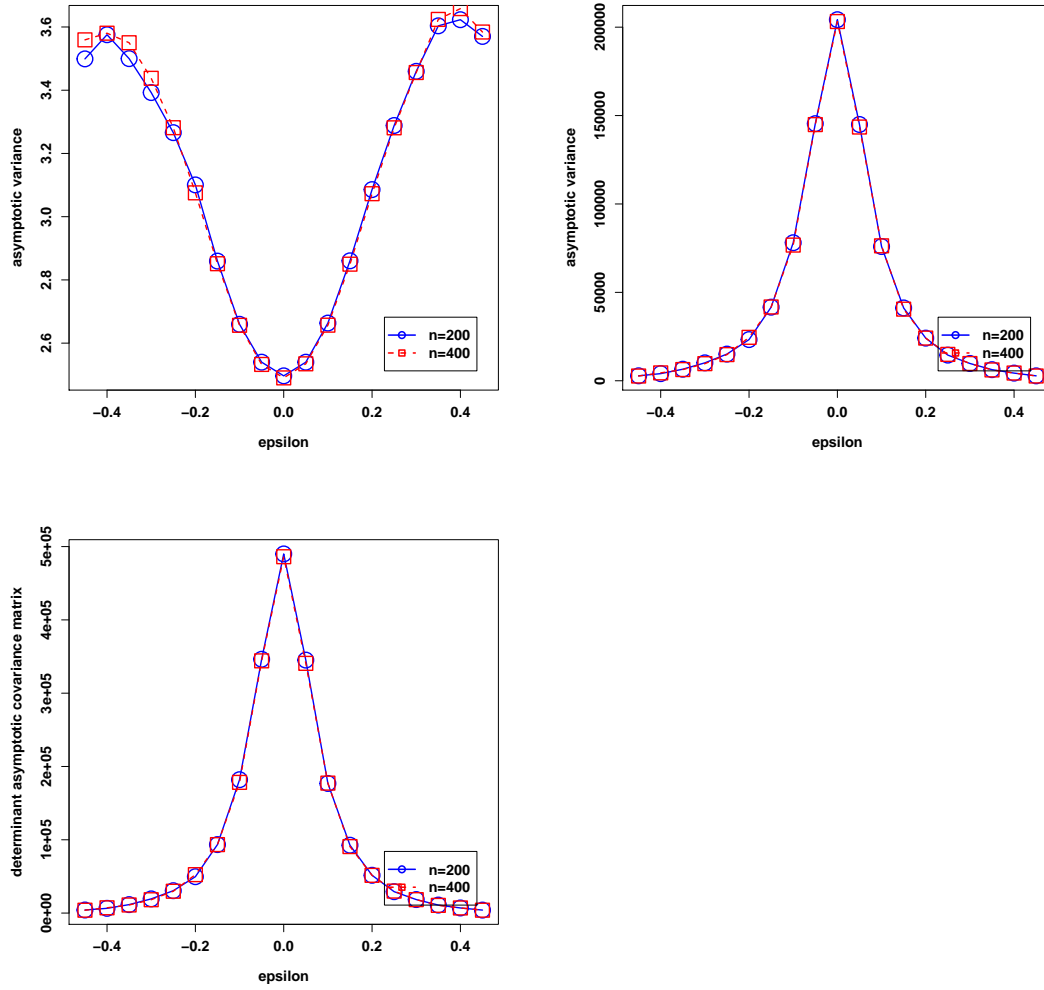 asymptotic variance
3.6
3.4
3.2
3.0
2.8
2.6
n=200
n=400
−0.4 −0.2 0.0 0.2 0.4
epsilon
asymptotic variance
200000
150000
100000
50000
0
n=200
n=400
−0.4 −0.2 0.0 0.2 0.4
epsilon
determinant asymptotic covariance matrix
5e+05
4e+05
3e+05
2e+05
1e+05
0e+00
n=200
n=400
−0.4 −0.2 0.0 0.2 0.4
epsilon